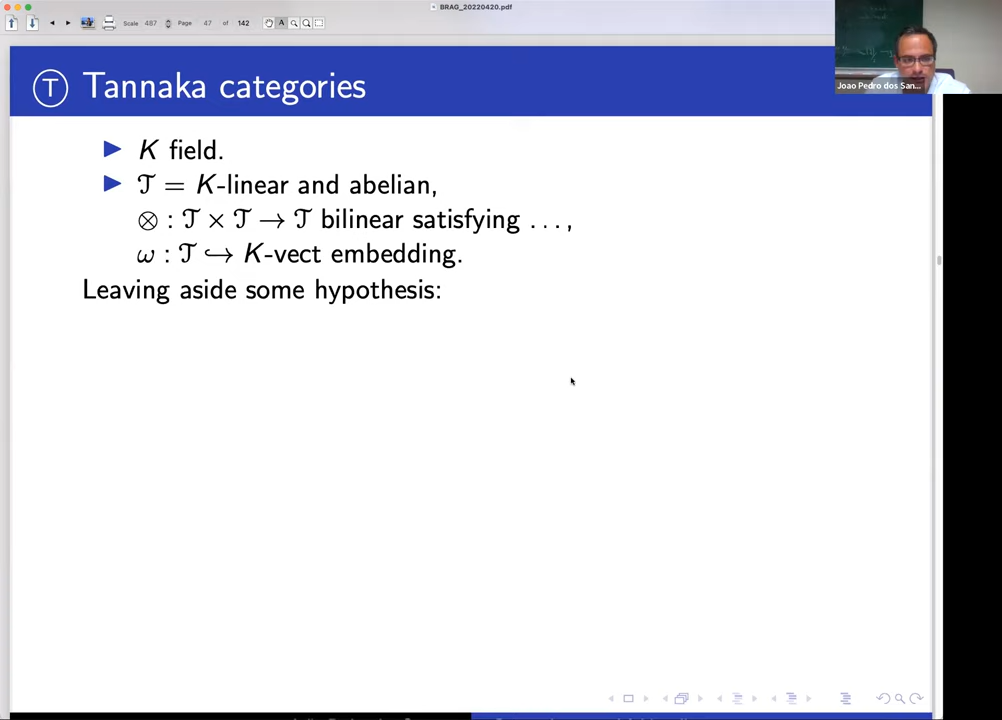 BRAG_20220420.pdf
Scale 487 Page 47 of 142
Joao Pedro dos San...
T Tannaka categories
K field.
𝒯 = K-linear and abelian,
⊗ : 𝒯 × 𝒯 → 𝒯 bilinear satisfying . . . ,
ω : 𝒯 ↪ K-vect embedding.
Leaving aside some hypothesis: